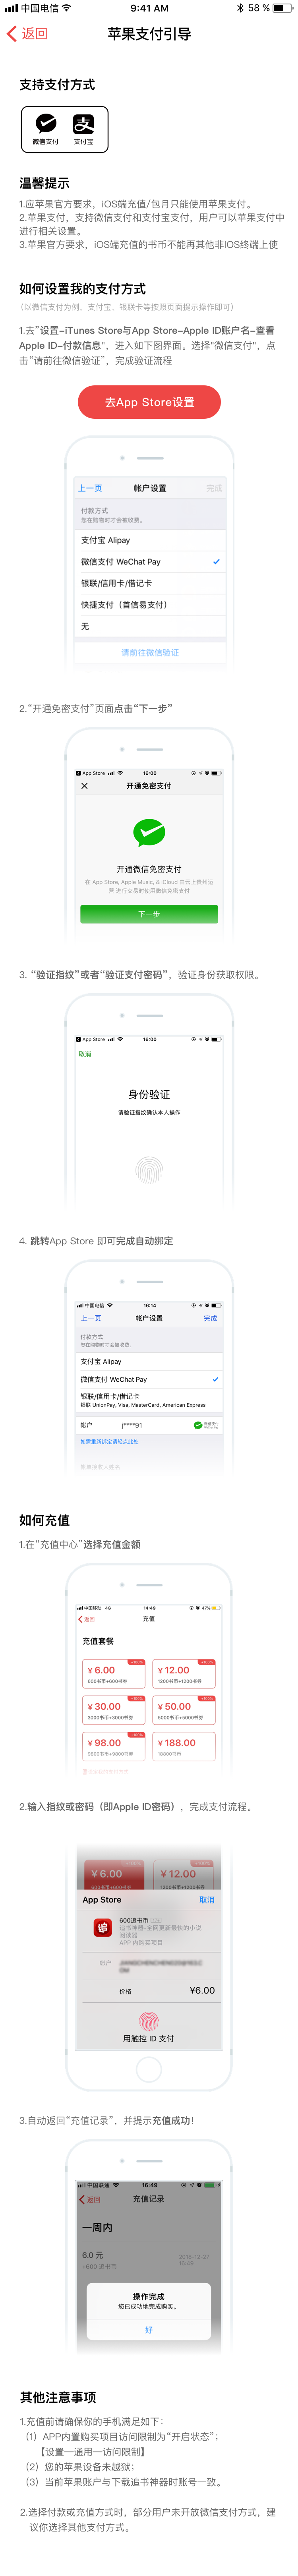 中国电信 9:41 AM 58 %
返回 苹果支付引导
支持支付方式
微信支付 支付宝
温馨提示
1.应苹果官方要求，iOS端充值/包月只能使用苹果支付。
2.苹果支付，支持微信支付和支付宝支付，用户可以苹果支付中
进行相关设置。
3.苹果官方要求，iOS端充值的书币不能再其他非IOS终端上使
如何设置我的支付方式
（以微信支付为例，支付宝、银联卡等按照页面提示操作即可）
1.去“设置-iTunes Store与App Store-Apple ID账户名-查看
Apple ID-付款信息”，进入如下图界面。选择“微信支付”，点
击“请前往微信验证”，完成验证流程
去App Store设置
上一页 帐户设置 完成
付款方式
您在购物时才会被收费。
支付宝 Alipay
微信支付 WeChat Pay
银联/信用卡/借记卡
快捷支付（首信易支付）
无
请前往微信验证
2.“开通免密支付”页面点击“下一步”
App Store 16:00
开通免密支付
开通微信免密支付
在 App Store, Apple Music, & iCloud 由云上贵州运
营 进行交易时使用微信免密支付
下一步
3. “验证指纹”或者“验证支付密码”，验证身份获取权限。
App Store 16:00
取消
身份验证
请验证指纹确认本人操作
4. 跳转App Store 即可完成自动绑定
中国电信 16:14
上一页 帐户设置 完成
付款方式
您在购物时才会被收费。
支付宝 Alipay
微信支付 WeChat Pay
银联/信用卡/借记卡
银联 UnionPay, Visa, MasterCard, American Express
帐户 j****91 微信支付
如需重新绑定请轻点此处
如何充值
1.在“充值中心”选择充值金额
中国移动 4G 14:49 47%
返回 充值
充值套餐
+100% +100%
¥ 6.00 ¥ 12.00
600书币+600书券 1200书币+1200书券
+100% +100%
¥ 30.00 ¥ 50.00
3000书币+3000书券 5000书币+5000书券
¥ 98.00 ¥ 188.00
9800书币+9800书券
2.输入指纹或密码（即Apple ID密码）， 完成支付流程。
¥ 6.00 ¥ 12.00
App Store 取消
600追书币
追书神器-全网更新最快的小说
阅读器
APP 内购买项目
账户
价格 ¥6.00
用触控 ID 支付
3.自动返回“充值记录”，并提示充值成功！
中国联通 16:49
返回 充值记录
一周内
6.0 元
+600 追书币
操作完成
您已成功地完成购买。
好
其他注意事项
1.充值前请确保你的手机满足如下：
（1）APP内置购买项目访问限制为“开启状态”；
【设置—通用—访问限制】
（2）您的苹果设备未越狱；
（3）当前苹果账户与下载追书神器时账号一致。
2.选择付款或充值方式时，部分用户未开放微信支付方式，建
议你选择其他支付方式。